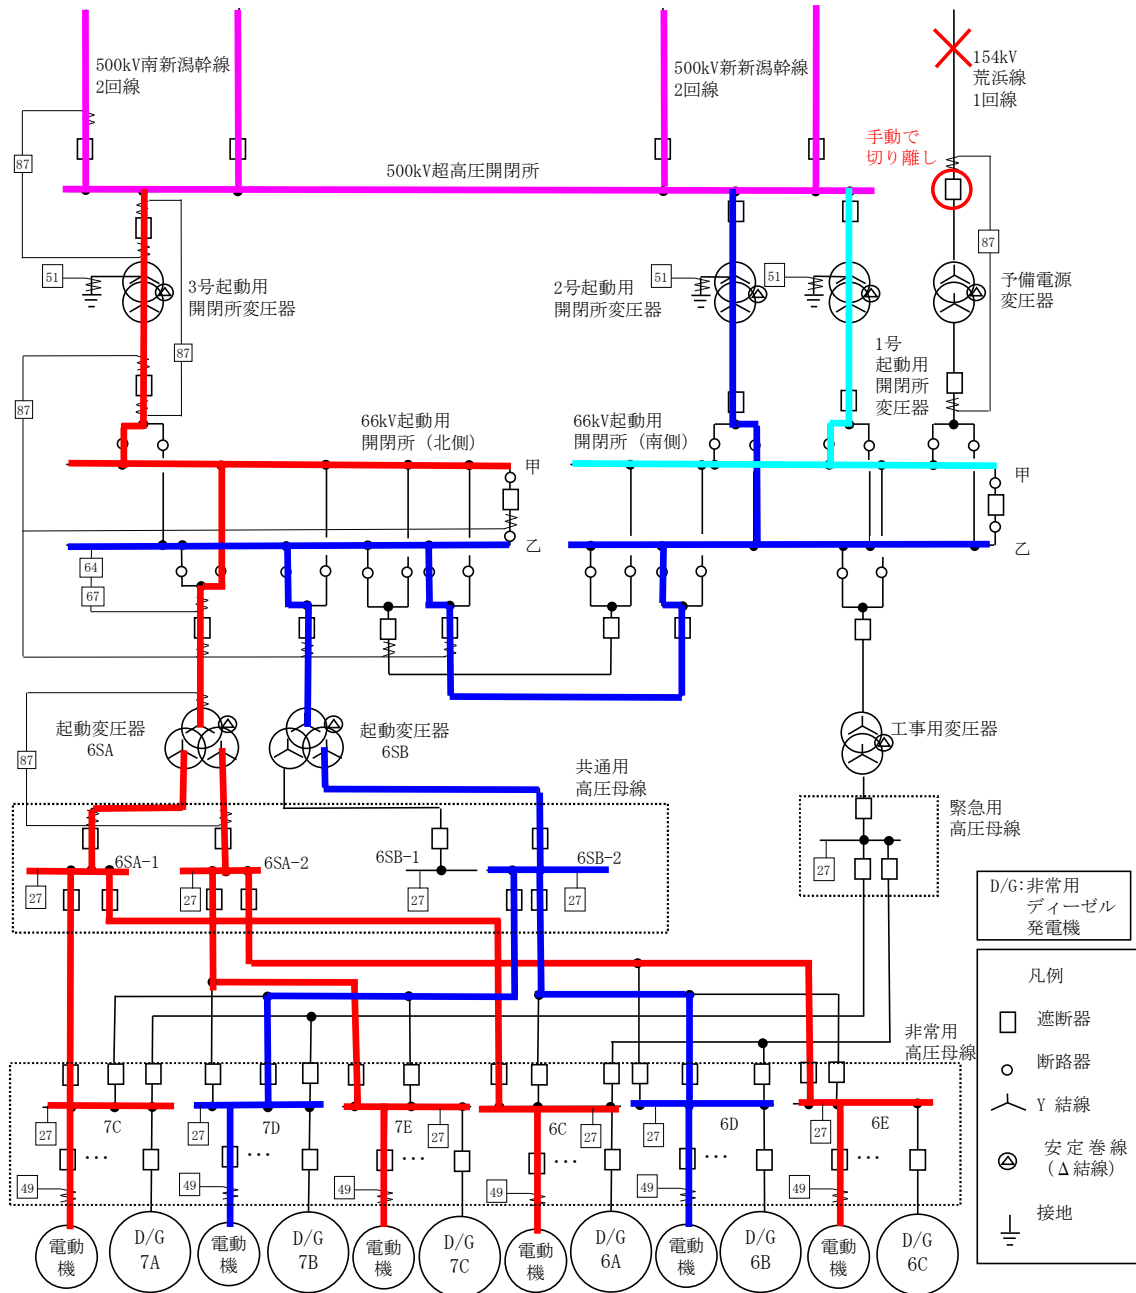 500kV南新潟幹線
2回線
500kV新新潟幹線
2回線
154kV
荒浜線
1回線
手動で
切り離し
87
500kV超高圧開閉所
87
51
3号起動用
開閉所変圧器
51
2号起動用
開閉所変圧器
51
予備電源
変圧器
87
1号
起動用
開閉所
変圧器
87
66kV起動用
開閉所（北側）
66kV起動用
開閉所（南側）
甲
甲
乙
乙
64
67
起動変圧器
6SA
起動変圧器
6SB
工事用変圧器
87
共通用
高圧母線
緊急用
高圧母線
6SA-1
6SA-2
6SB-1
6SB-2
27
27
27
27
27
D/G:非常用
ディーゼル
発電機
凡例
遮断器
断路器
Y 結線
安定巻線
(Δ結線)
接地
非常用
高圧母線
7C
7D
7E
6C
6D
6E
27
27
27
27
27
27
･･･
･･･
･･･
･･･
･･･
･･･
49
49
49
49
49
49
電動
機
D/G
7A
電動
機
D/G
7B
電動
機
D/G
7C
電動
機
D/G
6A
電動
機
D/G
6B
電動
機
D/G
6C